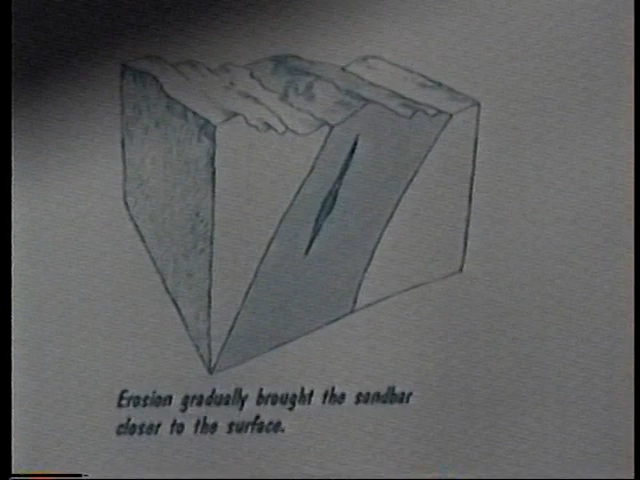 Erosion gradually brought the sandbar
closer to the surface.